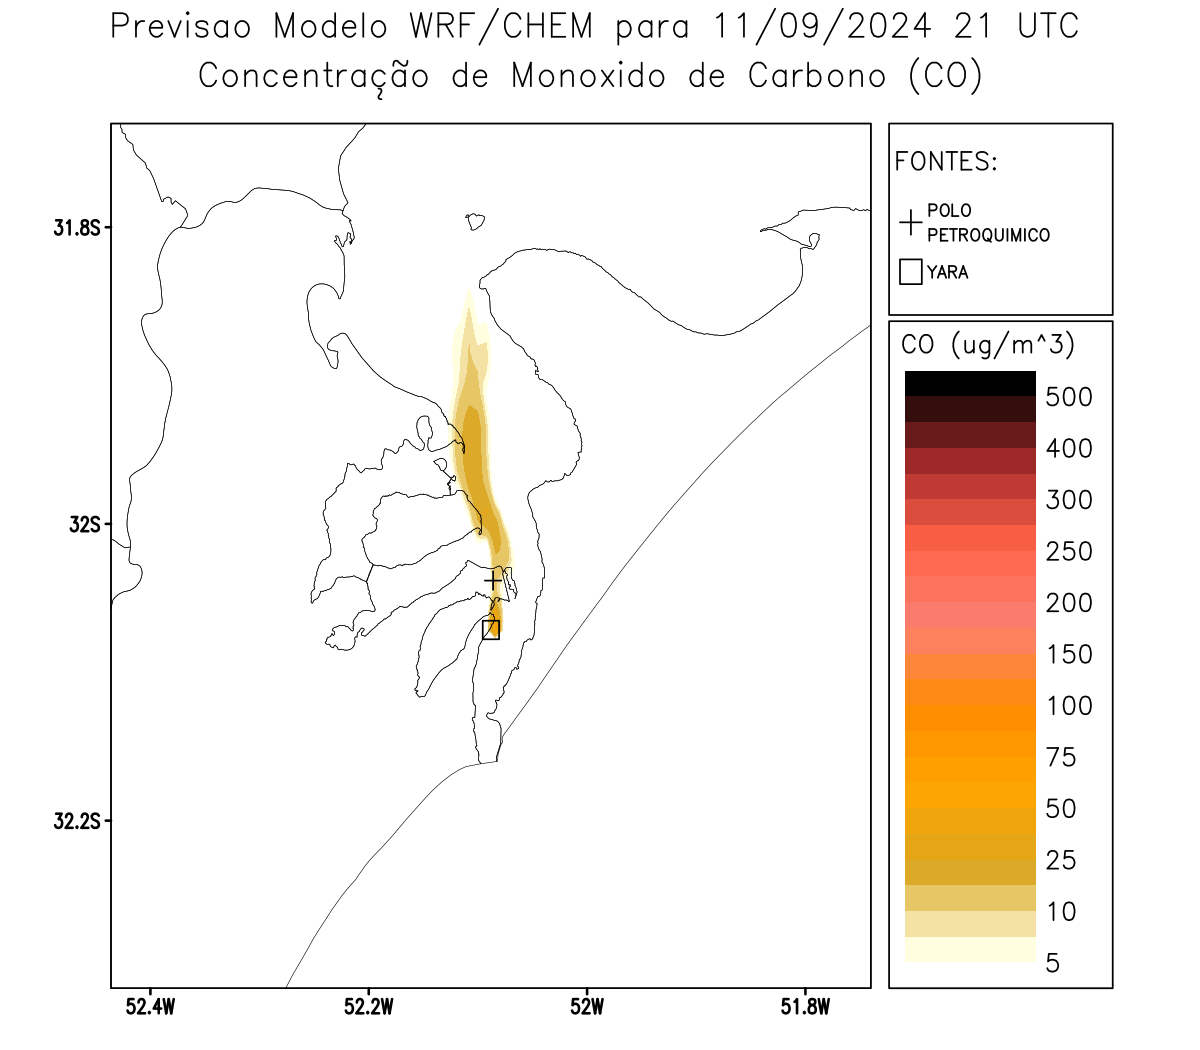 Previsao Modelo WRF/CHEM para 11/09/2024 21 UTC
Concentração de Monoxido de Carbono (CO)
FONTES:
POLO
PETROQUIMICO
YARA
CO (ug/m^3)
500
400
300
250
200
150
100
75
50
25
10
5
31.8S
32S
32.2S
52.4W
52.2W
52W
51.8W